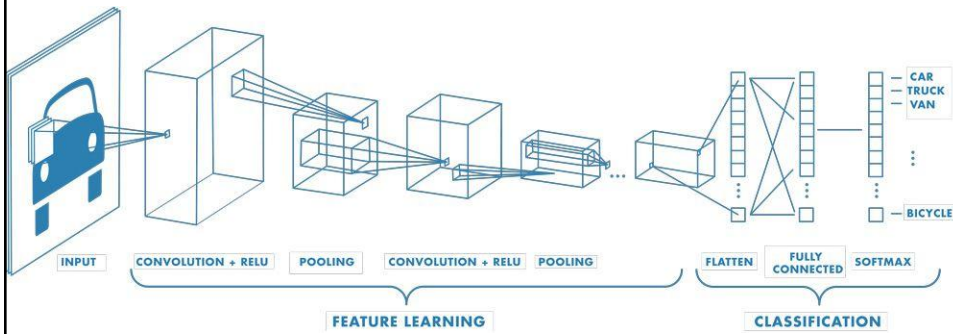 CAR
TRUCK
VAN
...
BICYCLE
INPUT
CONVOLUTION + RELU
POOLING
CONVOLUTION + RELU
POOLING
FLATTEN
FULLY
CONNECTED
SOFTMAX
FEATURE LEARNING
CLASSIFICATION